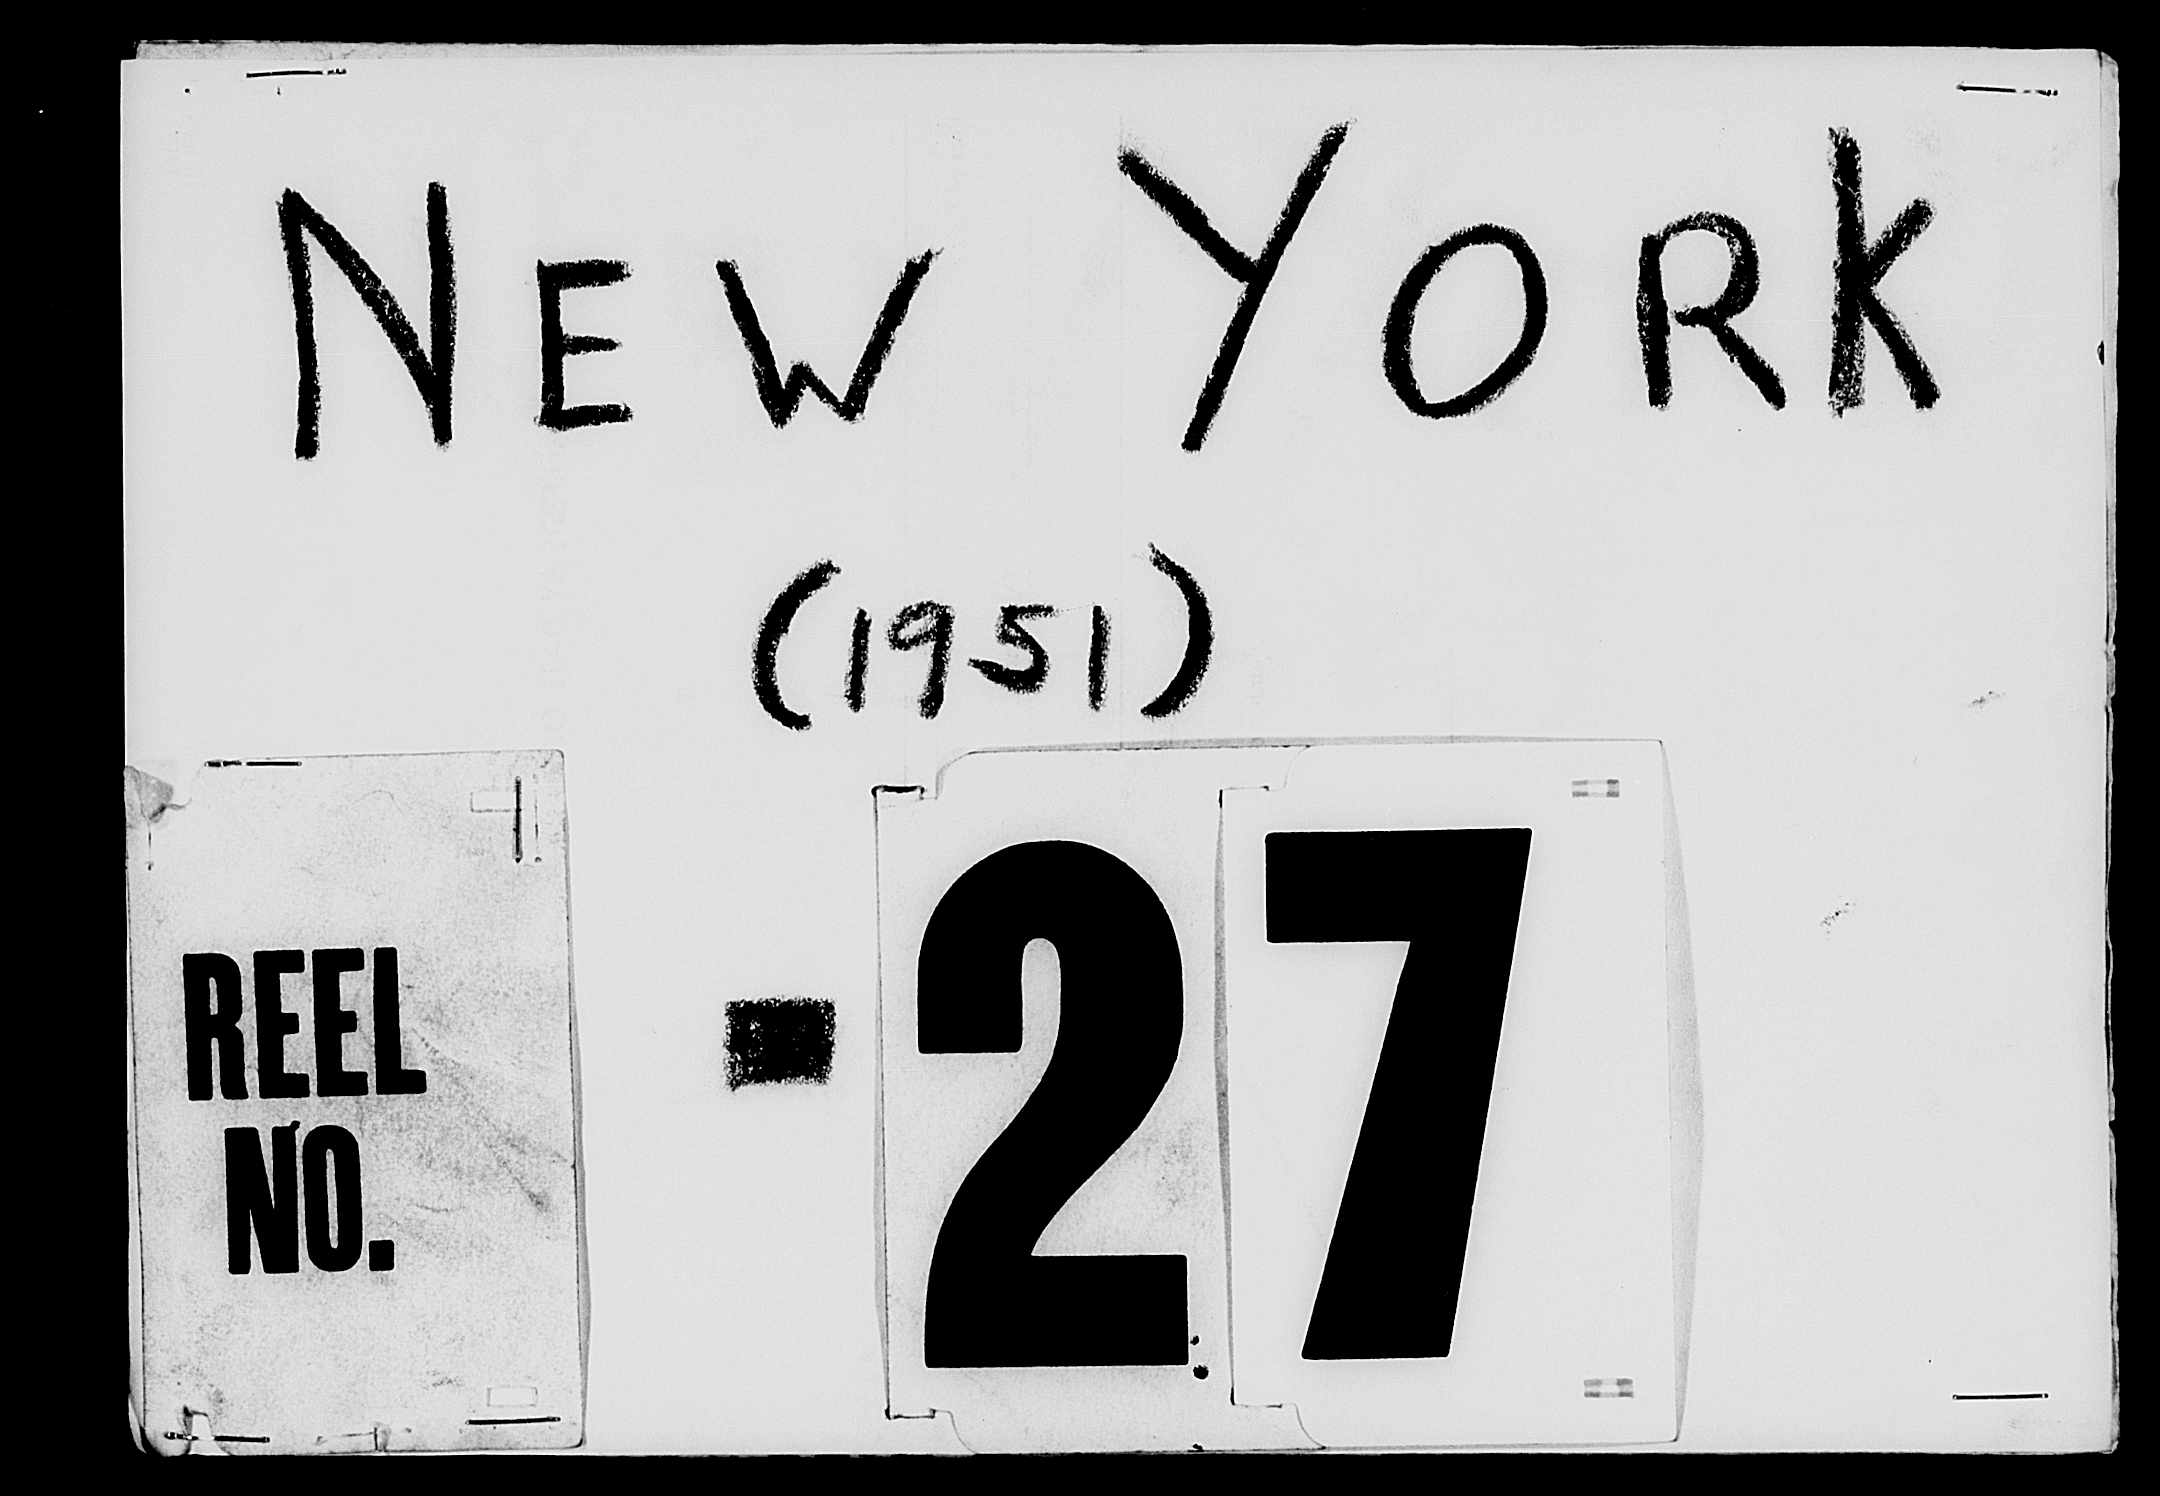 NEW YORK
(1951)
REEL
NO.
- 27